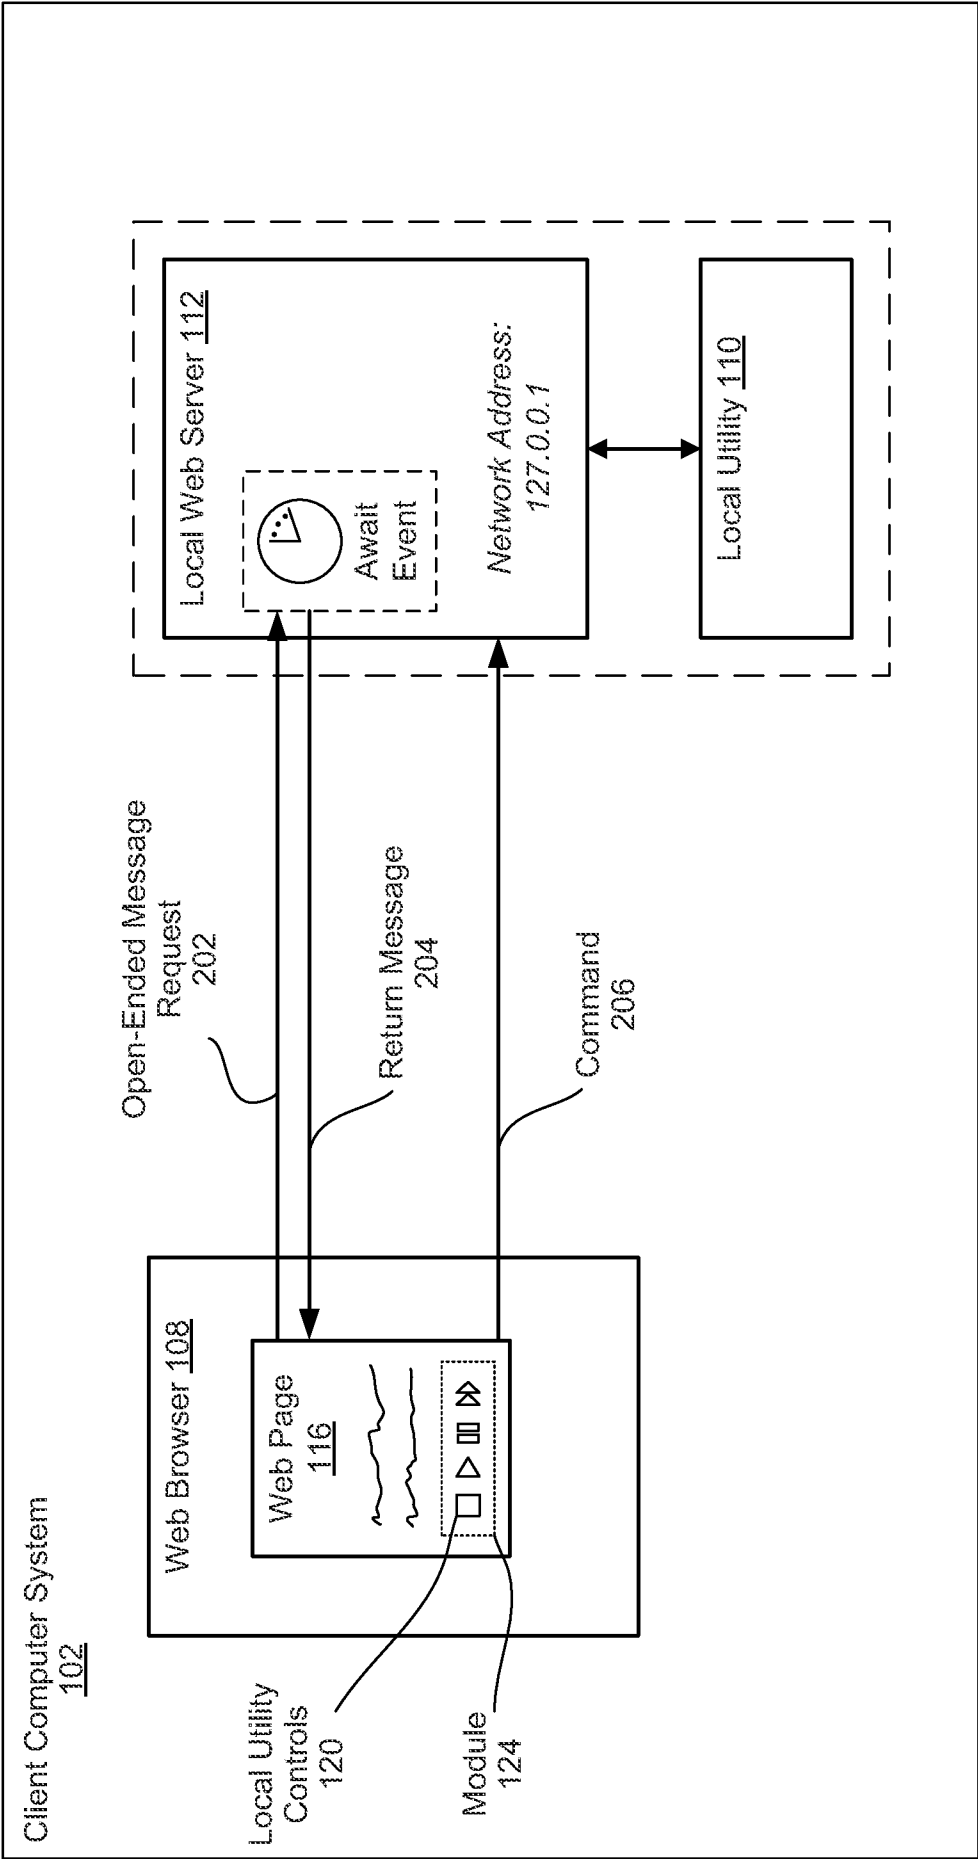 Client Computer System
102
Web Browser 108
Web Page
116
Local Utility
Controls
120
Module
124
Open-Ended Message
Request
202
Return Message
204
Command
206
Local Web Server 112
Await
Event
Network Address:
127.0.0.1
Local Utility 110